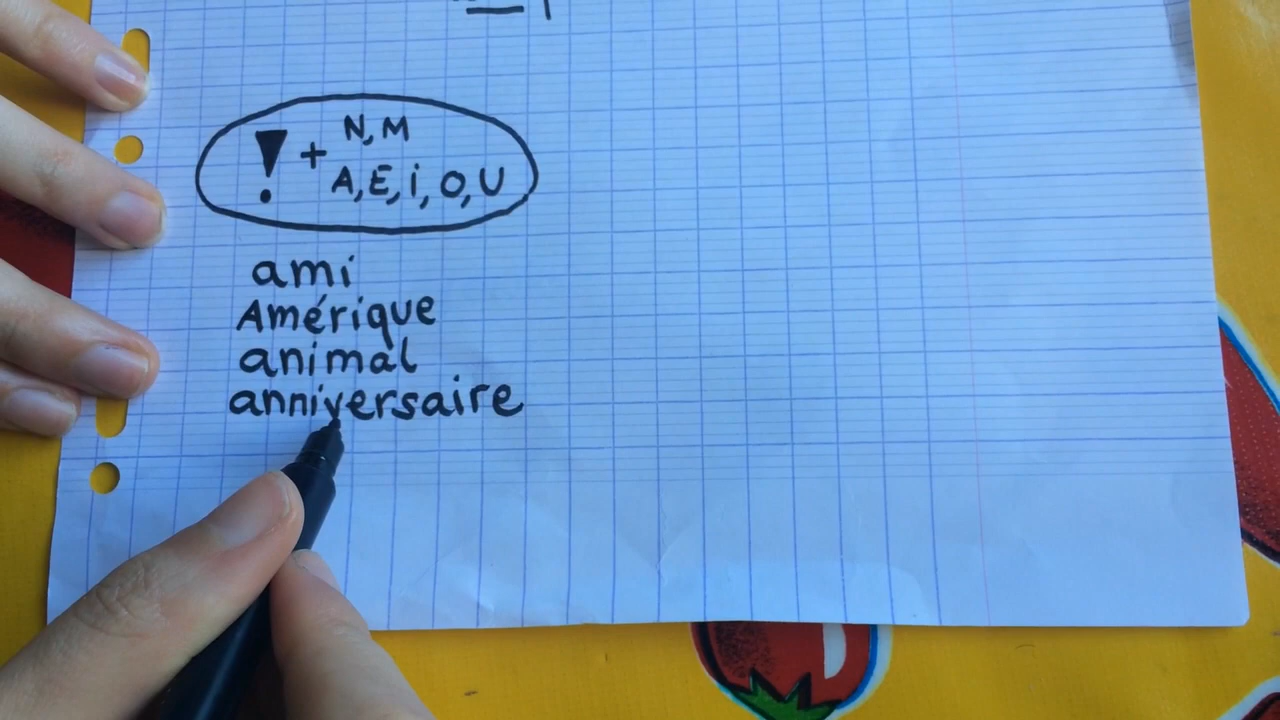 ! + N, M
A, E, i, O, U
ami
Amérique
animal
anniversaire